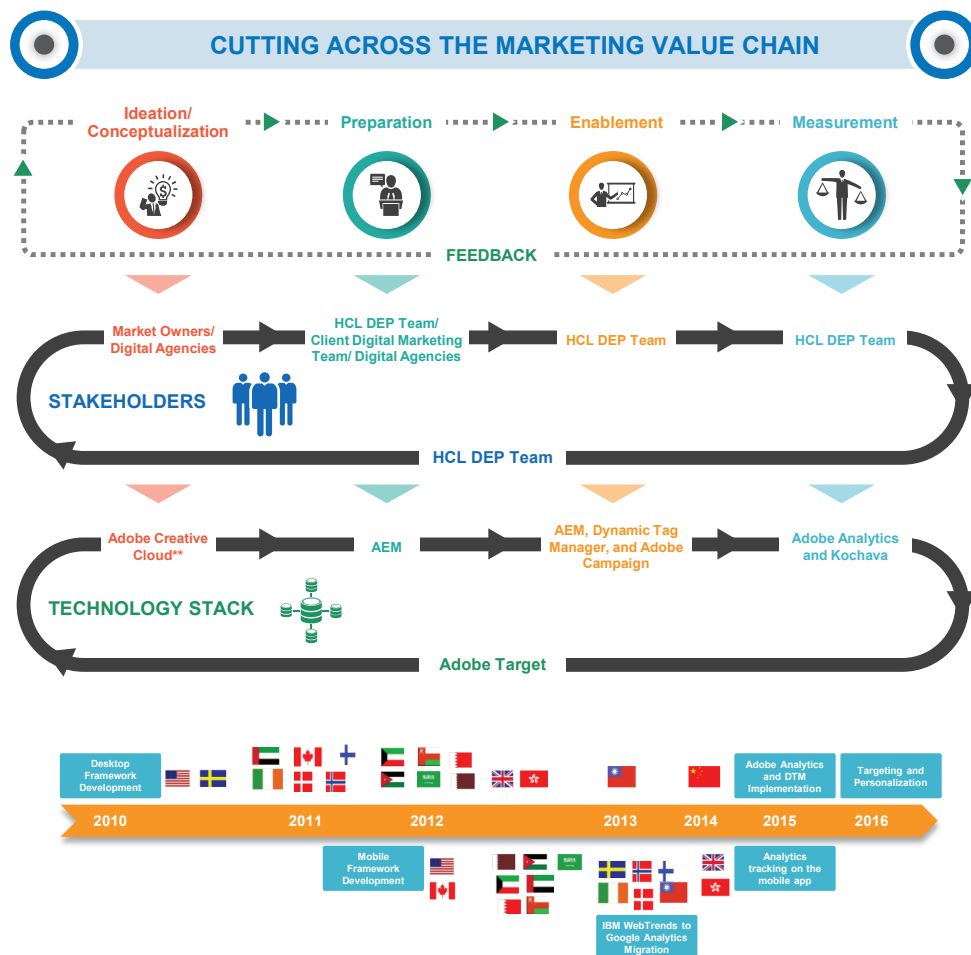 CUTTING ACROSS THE MARKETING VALUE CHAIN
Ideation/
Conceptualization
Preparation
Enablement
Measurement
FEEDBACK
Market Owners/
Digital Agencies
HCL DEP Team/
Client Digital Marketing
Team/ Digital Agencies
HCL DEP Team
HCL DEP Team
STAKEHOLDERS
HCL DEP Team
Adobe Creative
Cloud**
AEM
AEM, Dynamic Tag
Manager, and Adobe
Campaign
Adobe Analytics
and Kochava
TECHNOLOGY STACK
Adobe Target
Desktop
Framework
Development
Adobe Analytics
and DTM
Implementation
Targeting and
Personalization
2010
2011
2012
2013
2014
2015
2016
Mobile
Framework
Development
Analytics
tracking on the
mobile app
IBM WebTrends to
Google Analytics
Migration